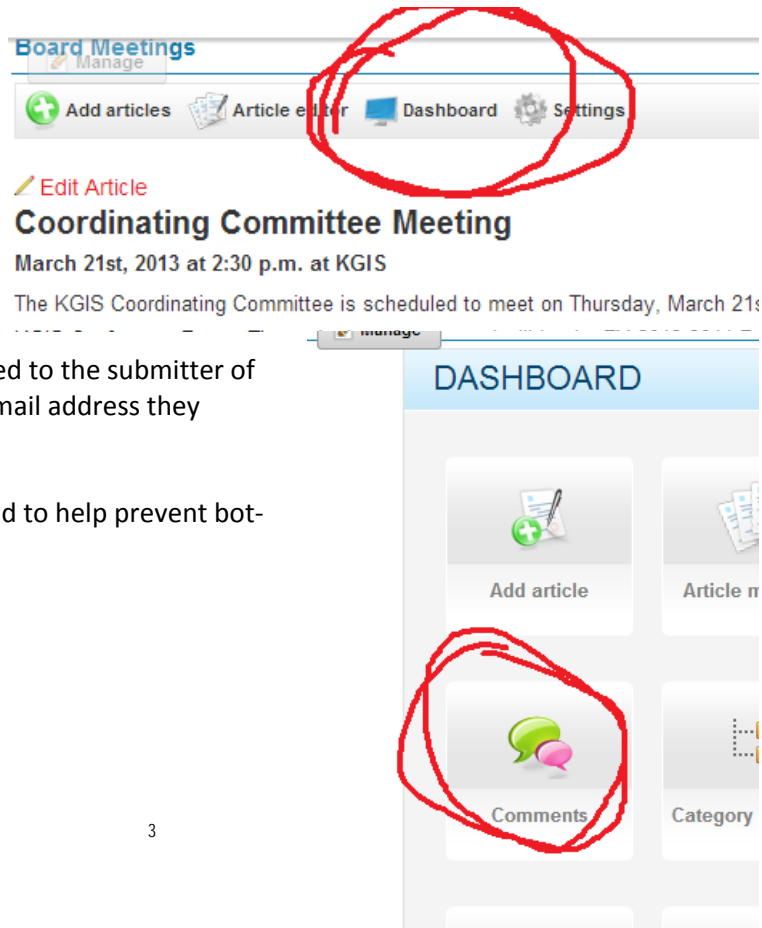 Board Meetings
Manage
Add articles Article editor Dashboard Settings
Edit Article
Coordinating Committee Meeting
March 21st, 2013 at 2:30 p.m. at KGIS
The KGIS Coordinating Committee is scheduled to meet on Thursday, March 21s
Manage
ed to the submitter of
mail address they
d to help prevent bot-
DASHBOARD
Add article Article m
Comments Category
3